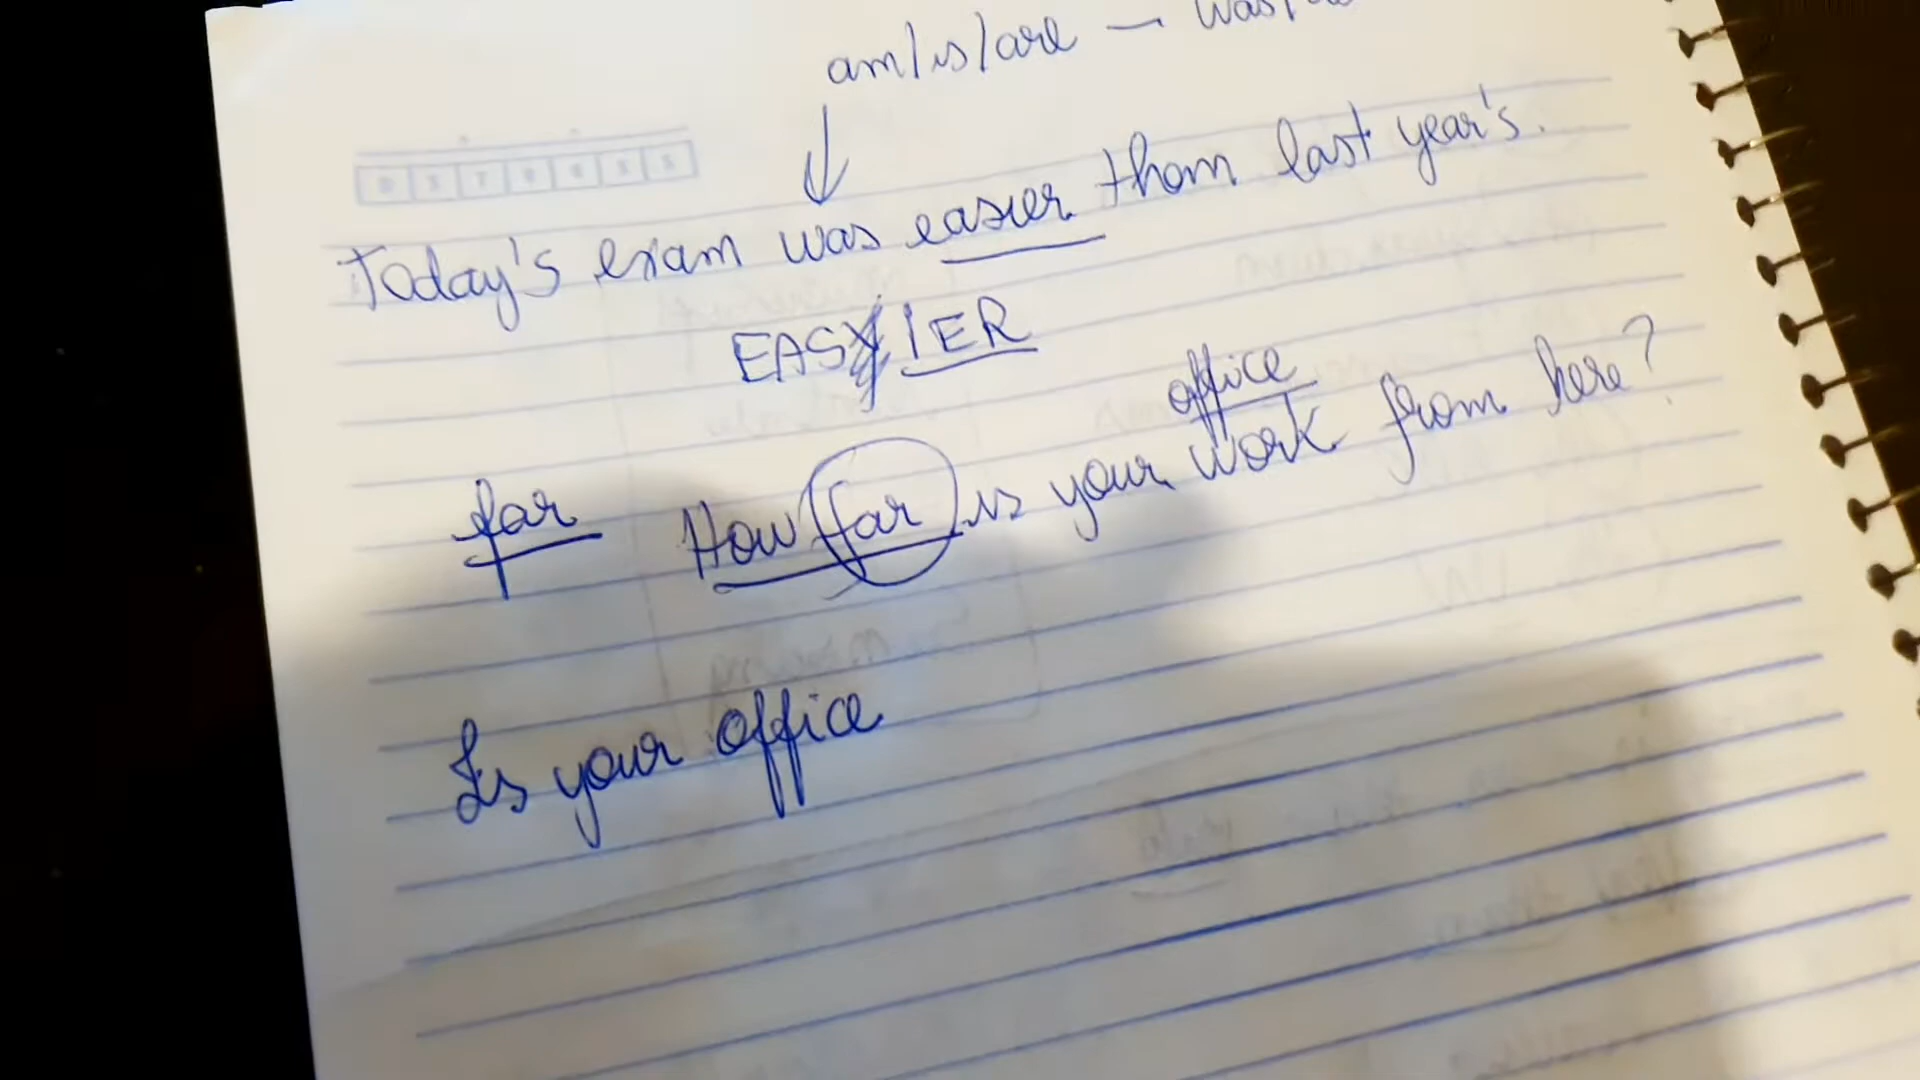 am/is/are —
Today's exam was easier than last year's.
EASY IER
office
far How far is your work from here?
Is your office